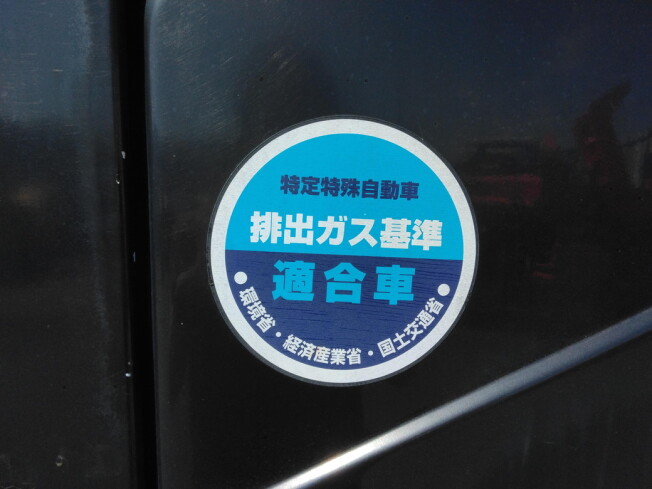 特定特殊自動車
排出ガス基準
適合車
環境省・経済産業省・国土交通省